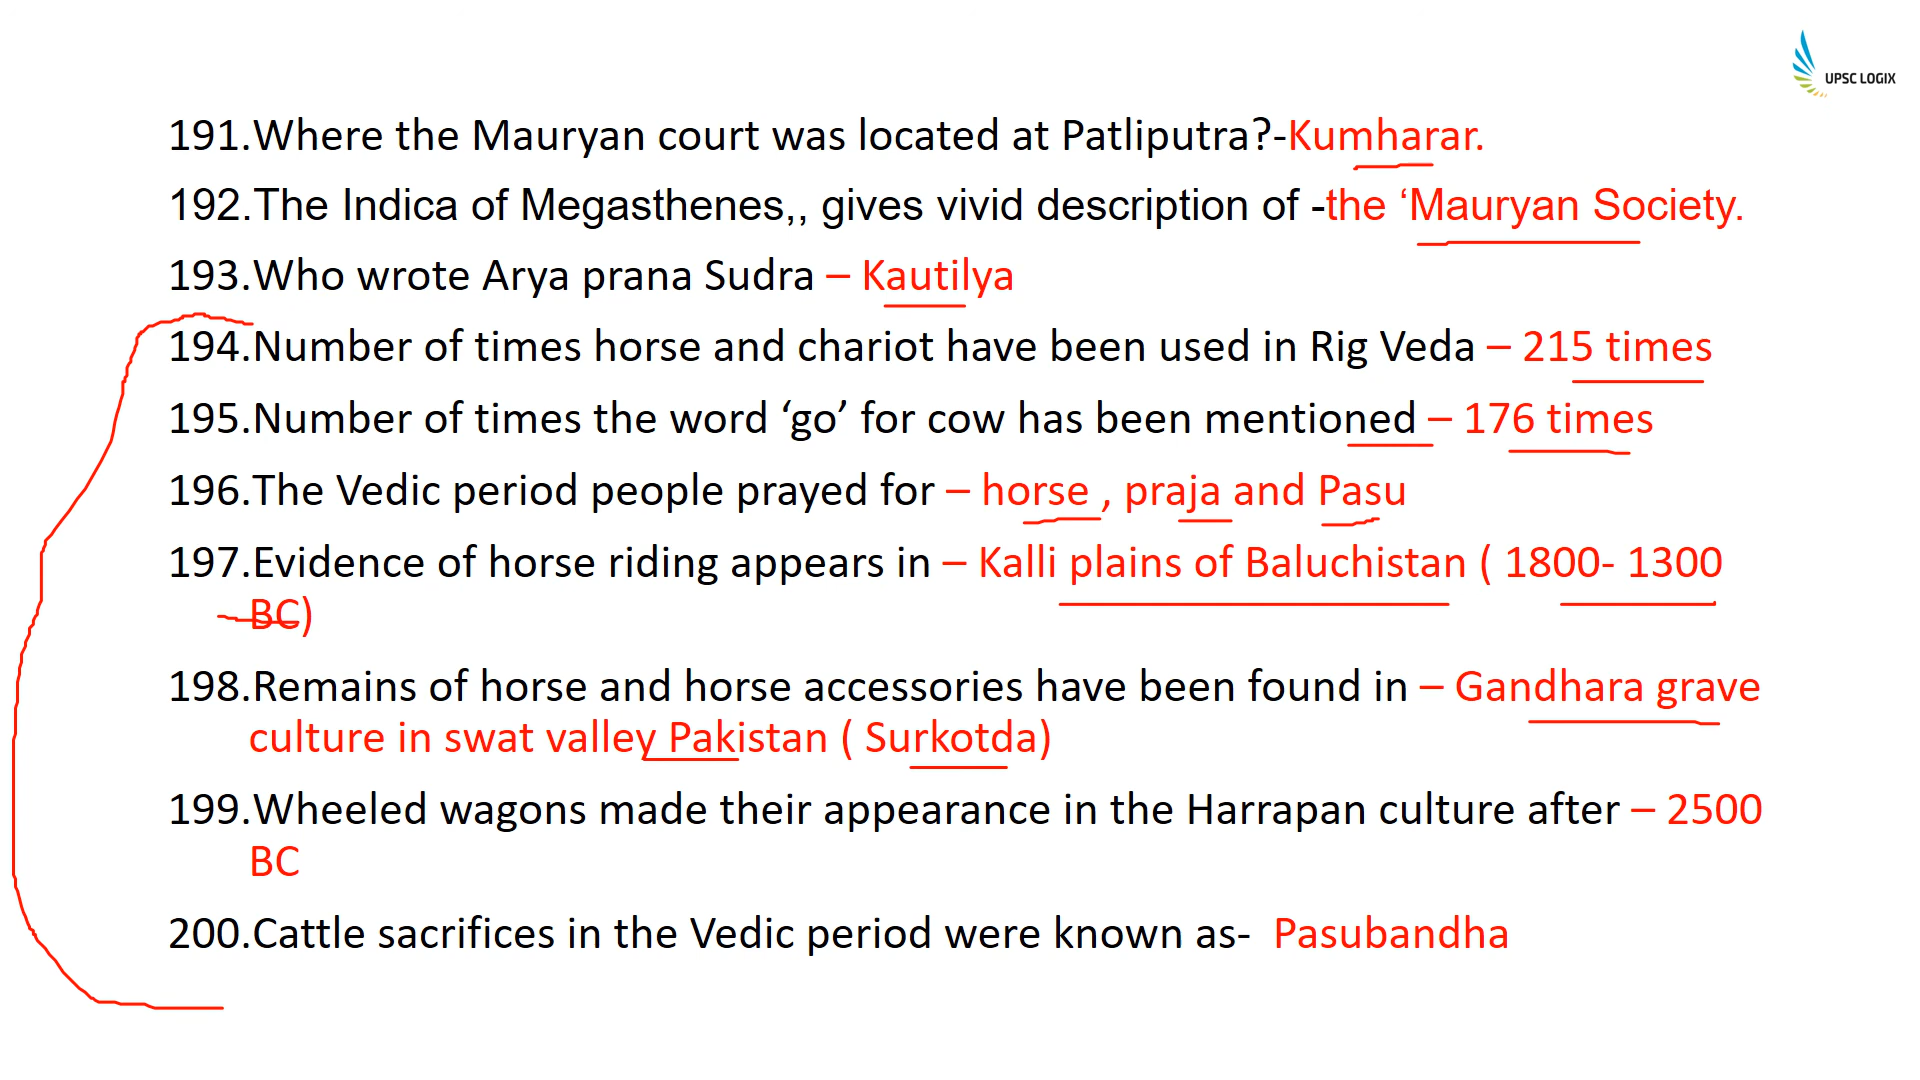 UPSC LOGIX
191.Where the Mauryan court was located at Patliputra?-Kumharar.
192.The Indica of Megasthenes,, gives vivid description of -the ‘Mauryan Society.
193.Who wrote Arya prana Sudra – Kautilya
194.Number of times horse and chariot have been used in Rig Veda – 215 times
195.Number of times the word ‘go’ for cow has been mentioned – 176 times
196.The Vedic period people prayed for – horse , praja and Pasu
197.Evidence of horse riding appears in – Kalli plains of Baluchistan ( 1800- 1300
BC)
198.Remains of horse and horse accessories have been found in – Gandhara grave
culture in swat valley Pakistan ( Surkotda)
199.Wheeled wagons made their appearance in the Harrapan culture after – 2500
BC
200.Cattle sacrifices in the Vedic period were known as- Pasubandha